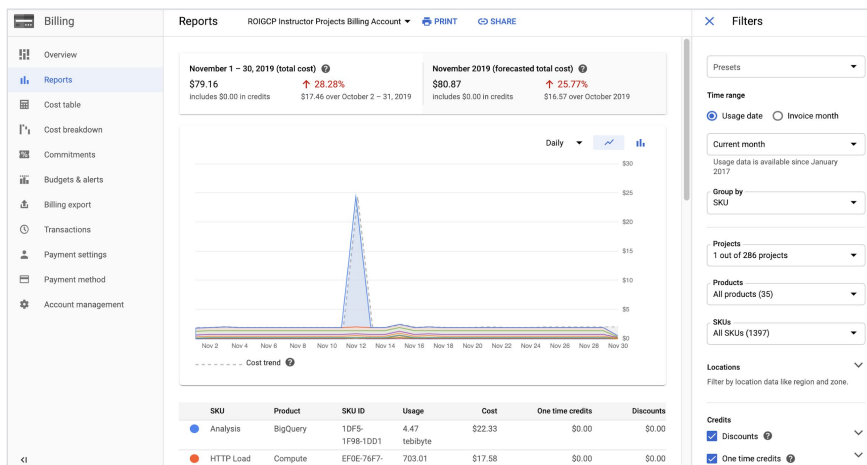 Billing
Overview
Reports
Cost table
Cost breakdown
Commitments
Budgets & alerts
Billing export
Transactions
Payment settings
Payment method
Account management
Reports
ROIGCP Instructor Projects Billing Account
PRINT
SHARE
November 1 – 30, 2019 (total cost)
$79.16
28.28%
includes $0.00 in credits
$17.46 over October 2 – 31, 2019
November 2019 (forecasted total cost)
$80.87
25.77%
includes $0.00 in credits
$16.57 over October 2019
Daily
$30
$25
$20
$15
$10
$5
$0
Nov 2 Nov 4 Nov 6 Nov 8 Nov 10 Nov 12 Nov 14 Nov 16 Nov 18 Nov 20 Nov 22 Nov 24 Nov 26 Nov 28 Nov 30
Cost trend
SKU Product SKU ID Usage Cost One time credits Discounts
Analysis BigQuery 1DF5- 4.47 $22.33 $0.00 $0.00
1F98-1DD1 tebibyte
HTTP Load Compute EF0E-76F7- 703.01 $17.58 $0.00 $0.00
Filters
Presets
Time range
Usage date
Invoice month
Current month
Usage data is available since January
2017
Group by
SKU
Projects
1 out of 286 projects
Products
All products (35)
SKUs
All SKUs (1397)
Locations
Filter by location data like region and zone.
Credits
Discounts
One time credits